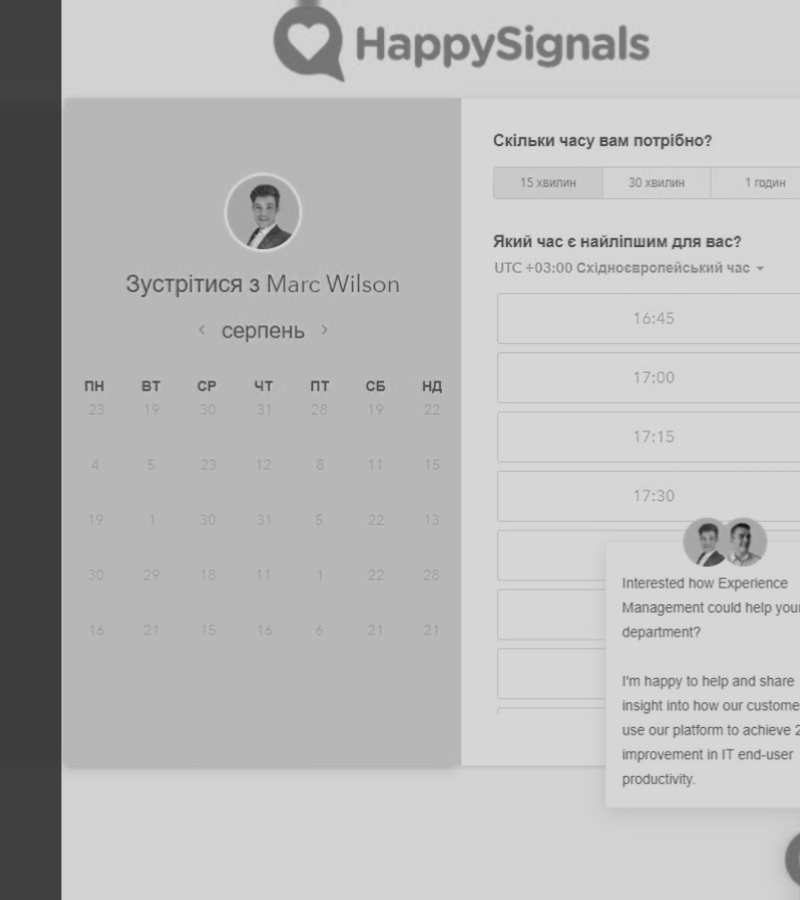 HappySignals
Зустрітися з Marc Wilson
серпень
ПН ВТ СР ЧТ ПТ СБ НД
23 19 30 31 28 19 22
4 5 23 12 8 11 15
19 1 30 31 5 22 13
30 29 18 11 1 22 28
16 21 15 16 6 21 21
Скільки часу вам потрібно?
15 хвилин 30 хвилин 1 годин
Який час є найліпшим для вас?
UTC +03:00 Східноєвропейський час
16:45
17:00
17:15
17:30
Interested how Experience
Management could help your
department?
I'm happy to help and share
insight into how our custome
use our platform to achieve 2
improvement in IT end-user
productivity.